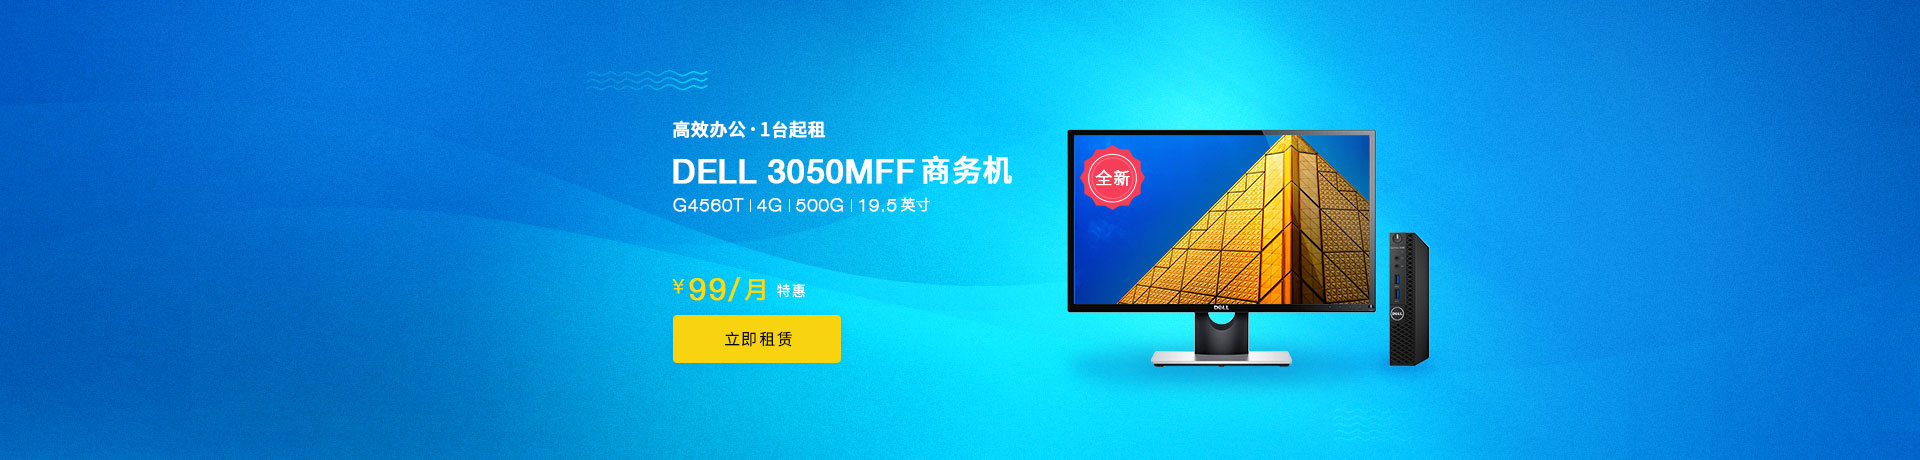 高效办公·1台起租
DELL 3050MFF 商务机
G4560T | 4G | 500G | 19.5 英寸
¥99/月 特惠
立即租赁
全新
DELL
DELL